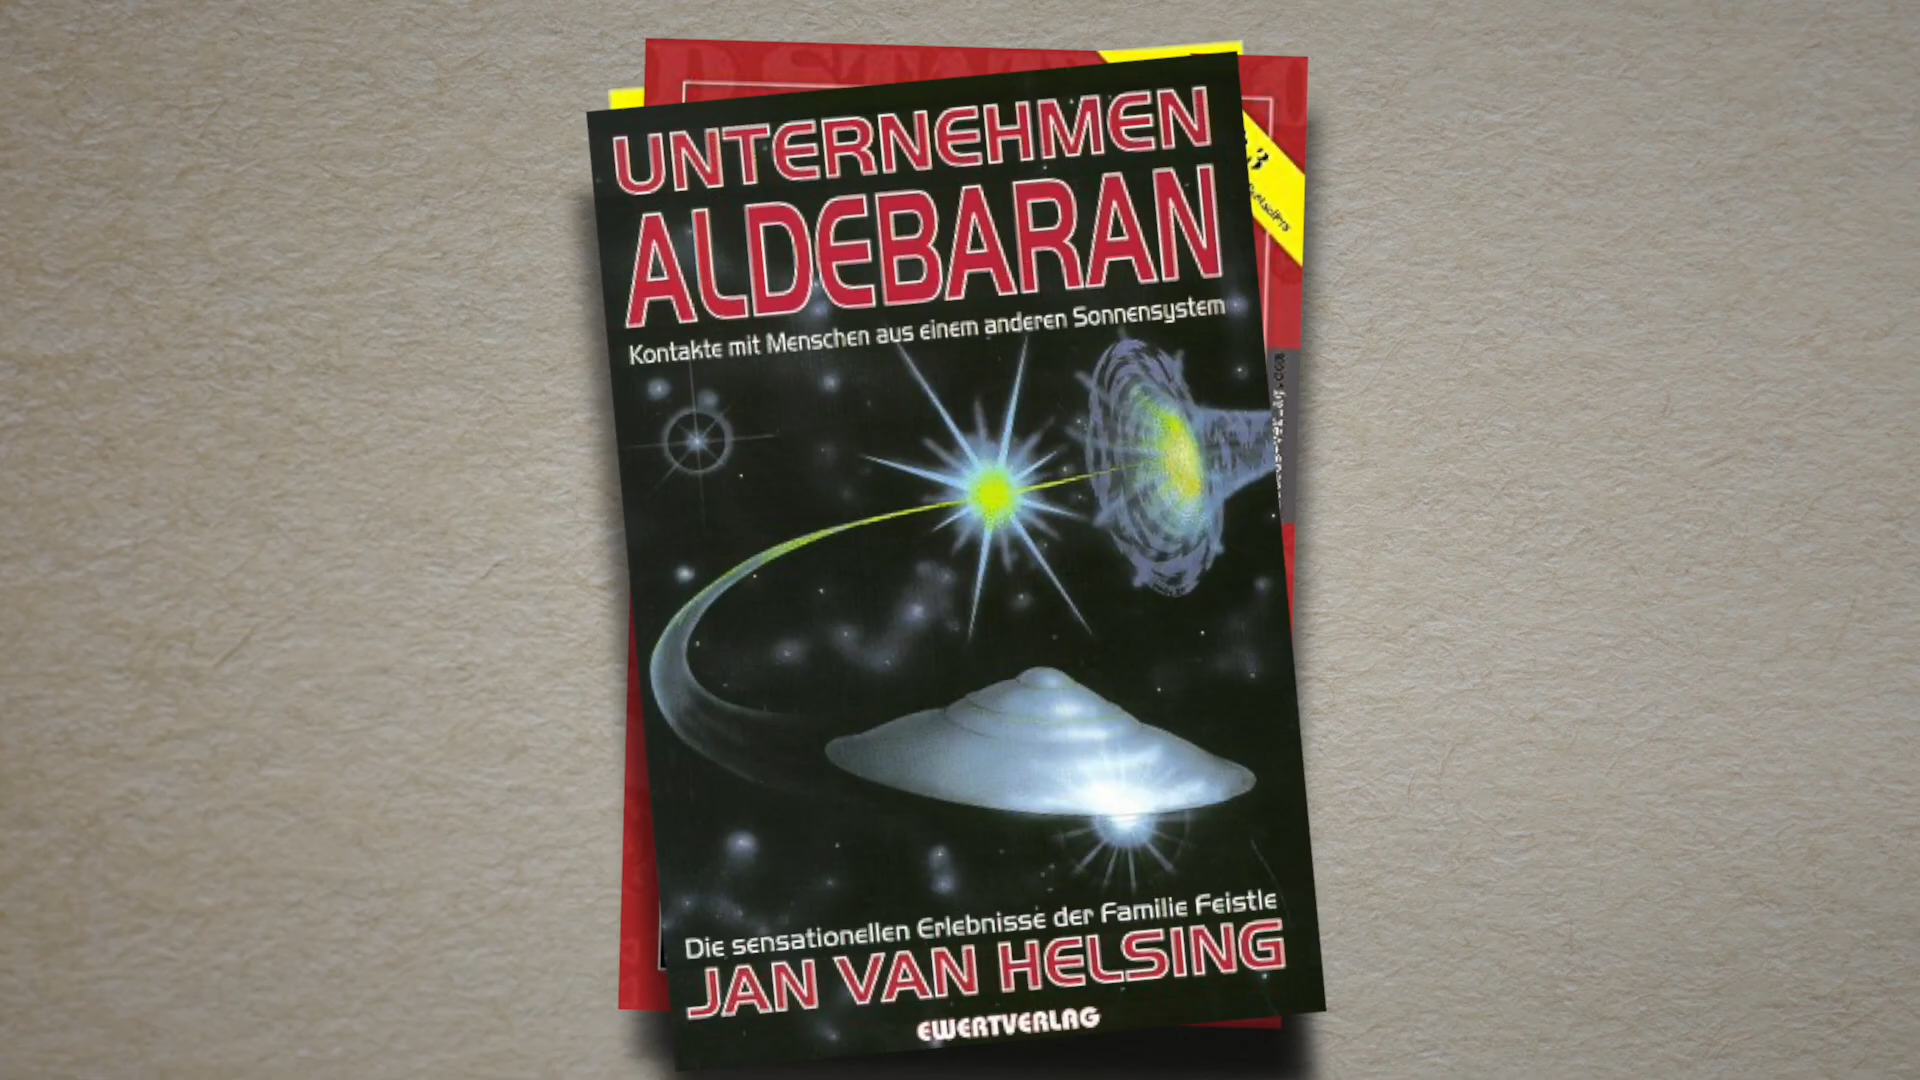 UNTERNEHMEN
ALDEBARAN
Kontakte mit Menschen aus einem anderen Sonnensystem
Die sensationellen Erlebnisse der Familie Feistle
JAN VAN HELSING
EWERTVERLAG